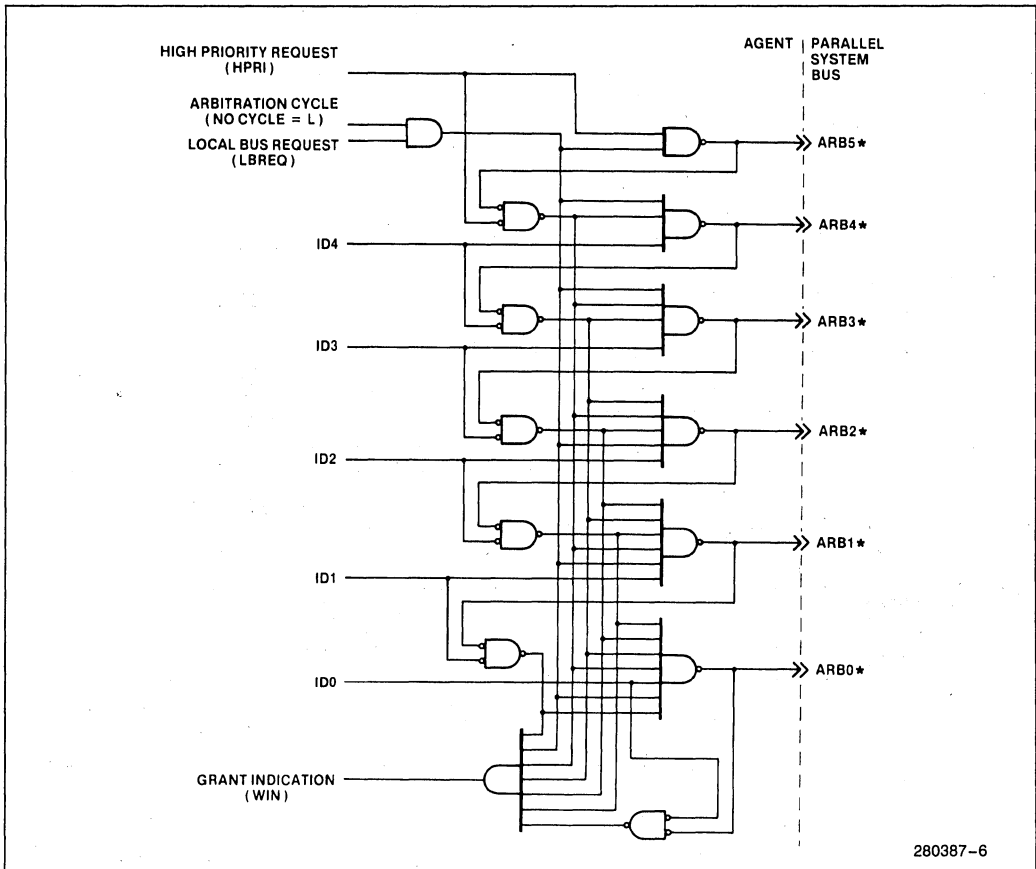 HIGH PRIORITY REQUEST
(HPRI)
AGENT
PARALLEL
SYSTEM
BUS
ARBITRATION CYCLE
(NO CYCLE = L)
LOCAL BUS REQUEST
(LBREQ)
ARB5*
ARB4*
ID4
ARB3*
ID3
ARB2*
ID2
ARB1*
ID1
ARB0*
ID0
GRANT INDICATION
(WIN)
280387-6